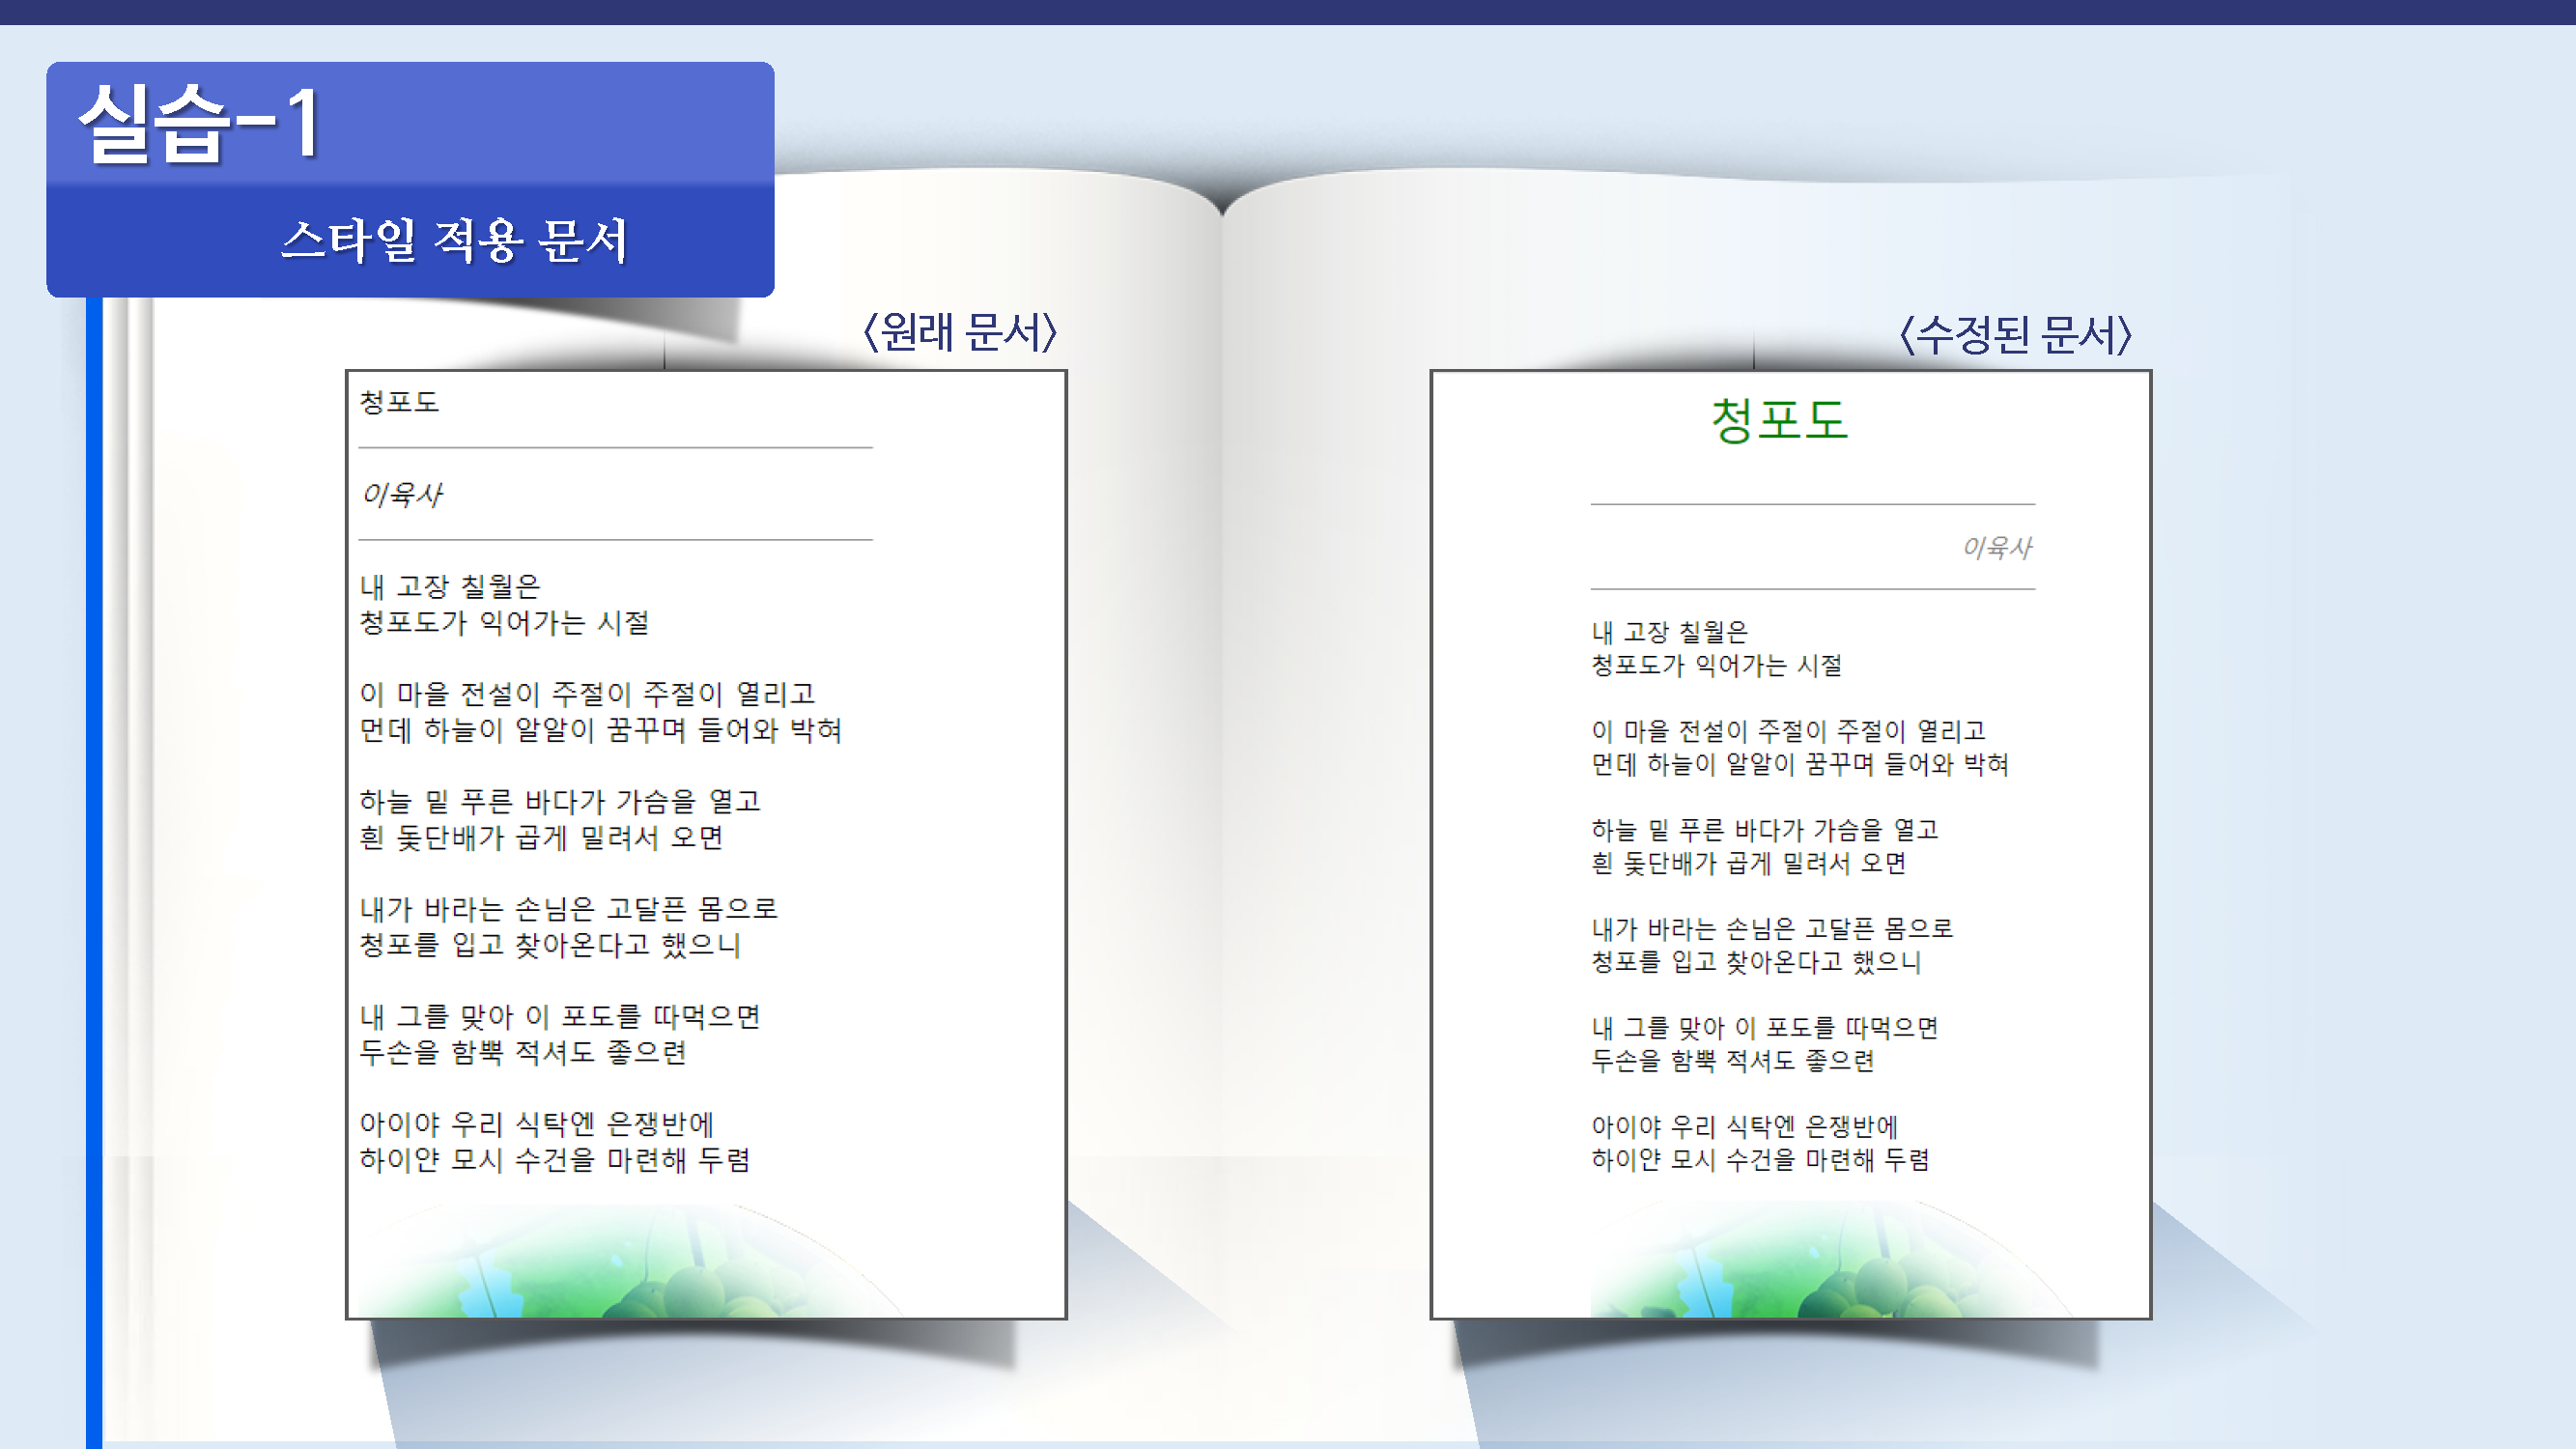 실습-1
스타일 적용 문서
<원래 문서>
청포도
이육사
내 고장 칠월은
청포도가 익어가는 시절
이 마을 전설이 주절이 주절이 열리고
먼데 하늘이 알알이 꿈꾸며 들어와 박혀
하늘 밑 푸른 바다가 가슴을 열고
흰 돛단배가 곱게 밀려서 오면
내가 바라는 손님은 고달픈 몸으로
청포를 입고 찾아온다고 했으니
내 그를 맞아 이 포도를 따먹으면
두손을 함뿍 적셔도 좋으련
아이야 우리 식탁엔 은쟁반에
하이얀 모시 수건을 마련해 두렴
<수정된 문서>
청포도
이육사
내 고장 칠월은
청포도가 익어가는 시절
이 마을 전설이 주절이 주절이 열리고
먼데 하늘이 알알이 꿈꾸며 들어와 박혀
하늘 밑 푸른 바다가 가슴을 열고
흰 돛단배가 곱게 밀려서 오면
내가 바라는 손님은 고달픈 몸으로
청포를 입고 찾아온다고 했으니
내 그를 맞아 이 포도를 따먹으면
두손을 함뿍 적셔도 좋으련
아이야 우리 식탁엔 은쟁반에
하이얀 모시 수건을 마련해 두렴